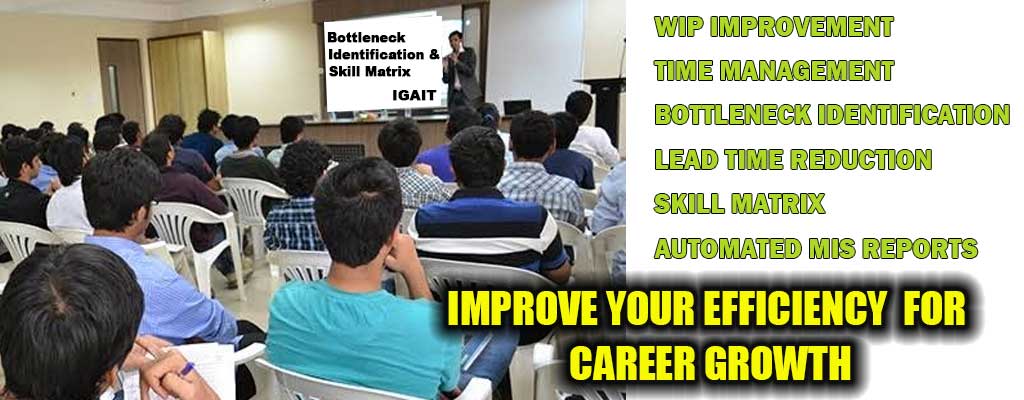 Bottleneck
Identification &
Skill Matrix
IGAIT
WIP IMPROVEMENT
TIME MANAGEMENT
BOTTLENECK IDENTIFICATION
LEAD TIME REDUCTION
SKILL MATRIX
AUTOMATED MIS REPORTS
IMPROVE YOUR EFFICIENCY FOR
CAREER GROWTH